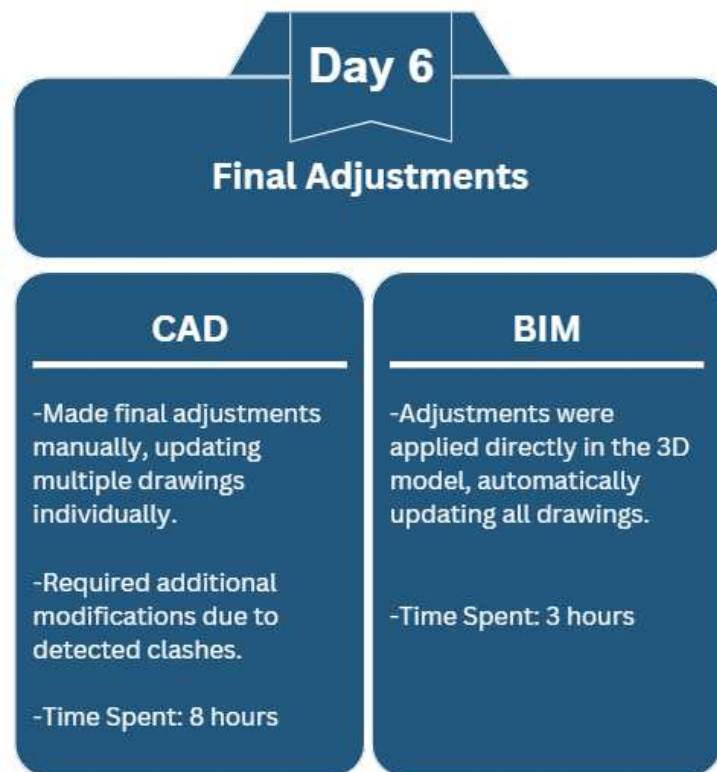 Day 6
Final Adjustments
CAD
-Made final adjustments
manually, updating
multiple drawings
individually.
-Required additional
modifications due to
detected clashes.
-Time Spent: 8 hours
BIM
-Adjustments were
applied directly in the 3D
model, automatically
updating all drawings.
-Time Spent: 3 hours